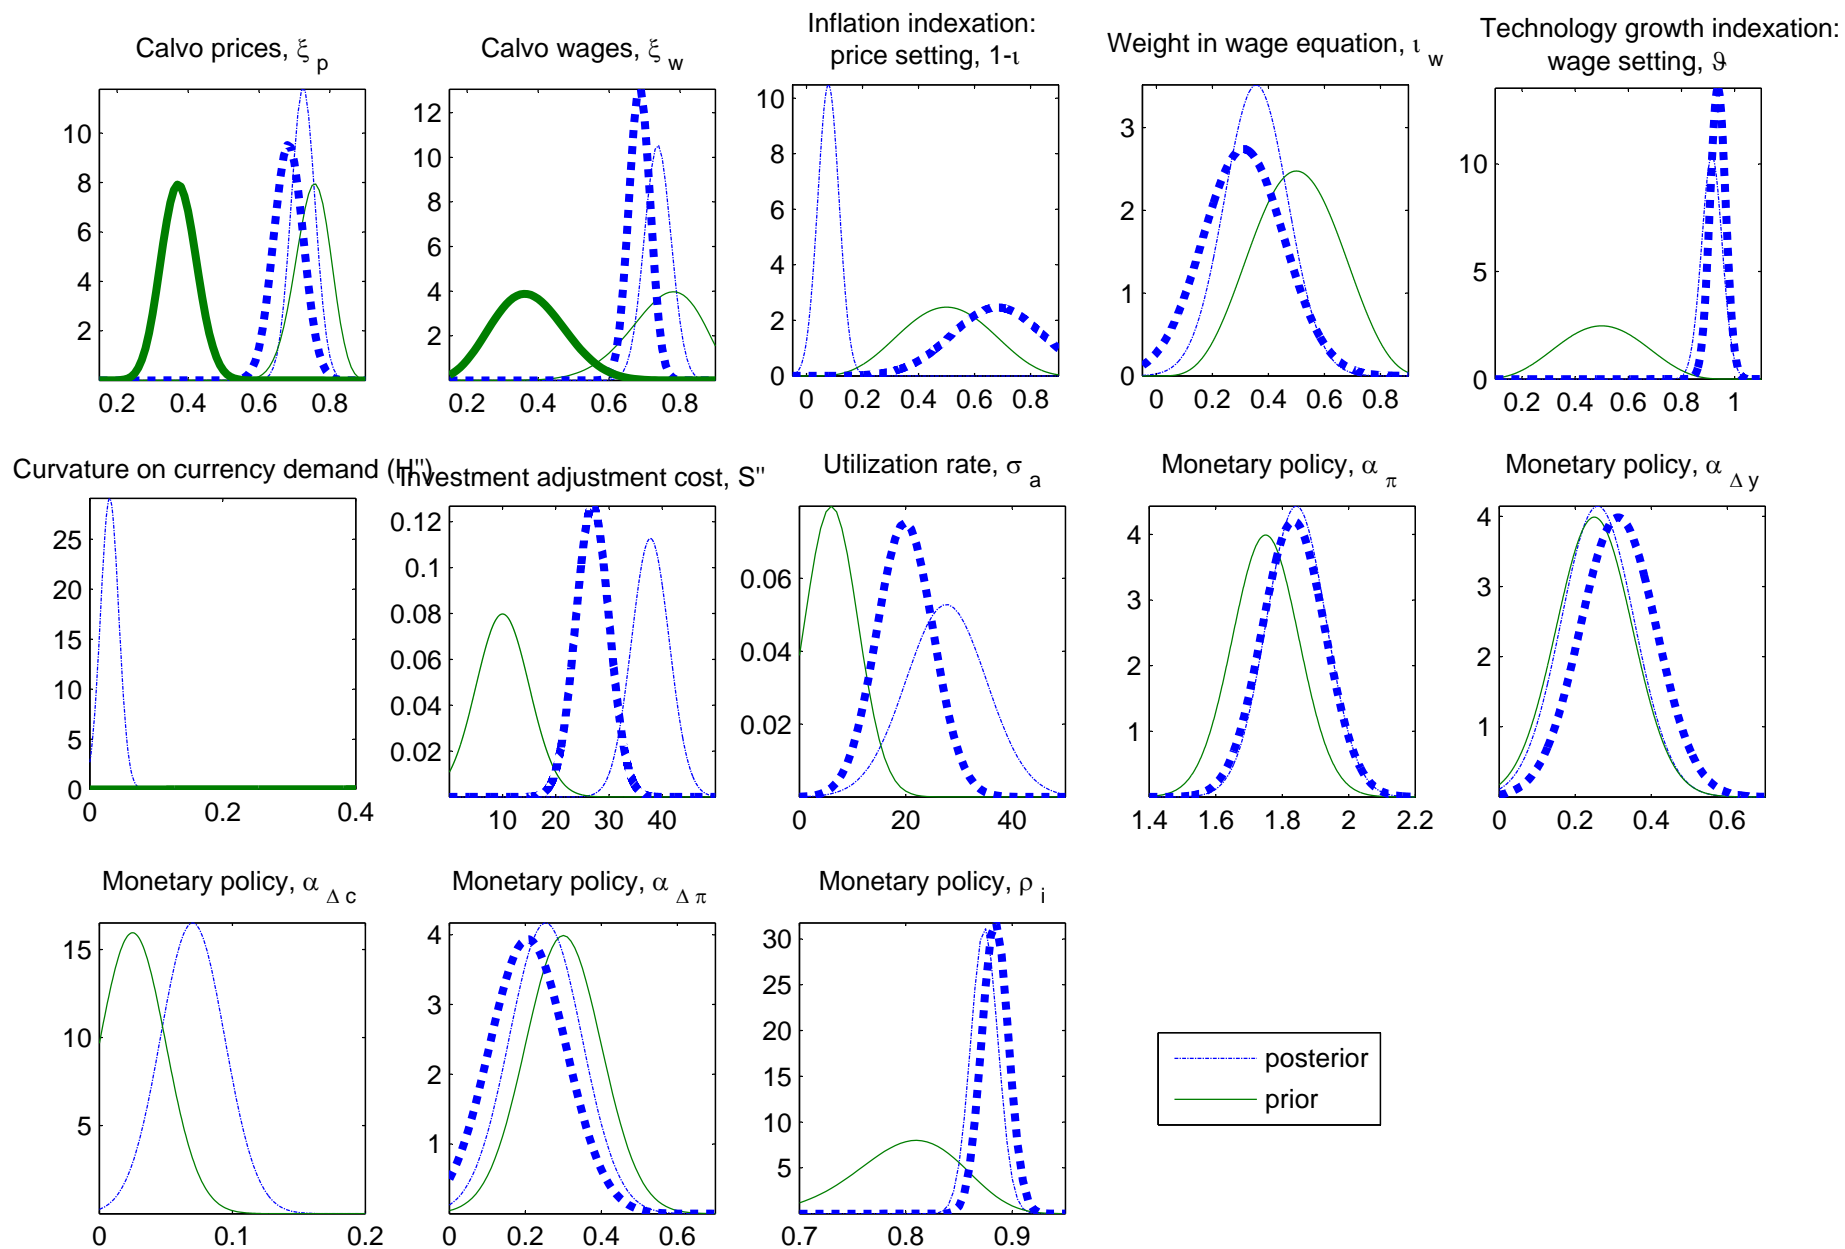 Calvo prices, ξ p
Calvo wages, ξ w
Inflation indexation:
price setting, 1-ι
Weight in wage equation, ι w
Technology growth indexation:
wage setting, ϑ
10
8
6
4
2
0.2 0.4 0.6 0.8
12
10
8
6
4
2
0.2 0.4 0.6 0.8
10
8
6
4
2
0
0 0.2 0.4 0.6 0.8
3
2
1
0
0 0.2 0.4 0.6 0.8
10
5
0
0.2 0.4 0.6 0.8 1
Curvature on currency demand (H'')
Investment adjustment cost, S''
Utilization rate, σ a
Monetary policy, α π
Monetary policy, α Δ y
25
20
15
10
5
0
0 0.2 0.4
0.12
0.1
0.08
0.06
0.04
0.02
10 20 30 40
0.06
0.04
0.02
0 20 40
4
3
2
1
1.4 1.6 1.8 2 2.2
4
3
2
1
0 0.2 0.4 0.6
Monetary policy, α Δ c
Monetary policy, α Δ π
Monetary policy, ρ i
15
10
5
0 0.1 0.2
4
3
2
1
0 0.2 0.4 0.6
30
25
20
15
10
5
0.7 0.8 0.9
posterior
prior